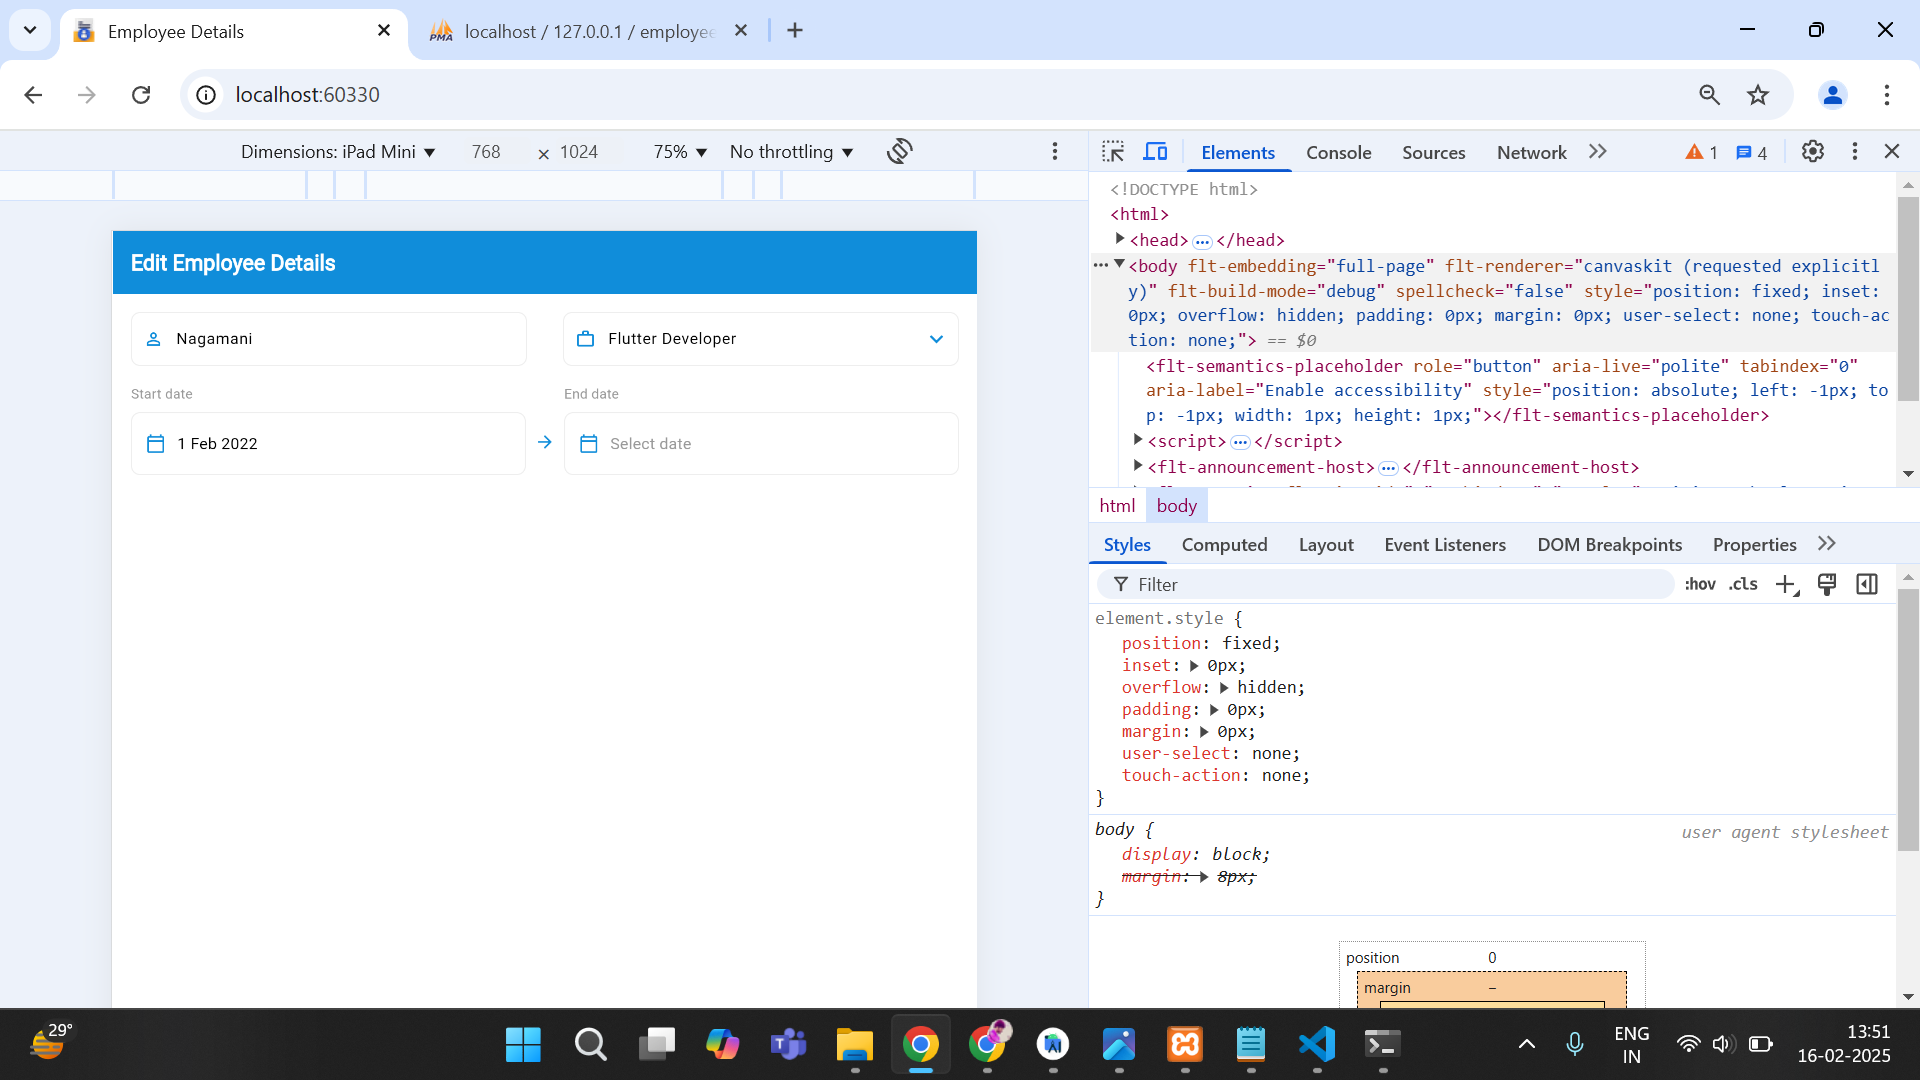 Employee Details
localhost / 127.0.0.1 / employee
localhost:60330
Dimensions: iPad Mini ▼ 768 × 1024 75% ▼ No throttling ▼
Elements Console Sources Network 1 4
Edit Employee Details
Nagamani
Flutter Developer
Start date
End date
1 Feb 2022
Select date
<!DOCTYPE html>
<html>
<head> </head>
<body flt-embedding="full-page" flt-renderer="canvaskit (requested explicitl
y)" flt-build-mode="debug" spellcheck="false" style="position: fixed; inset:
0px; overflow: hidden; padding: 0px; margin: 0px; user-select: none; touch-ac
tion: none;"> == $0
<flt-semantics-placeholder role="button" aria-live="polite" tabindex="0"
aria-label="Enable accessibility" style="position: absolute; left: -1px; to
p: -1px; width: 1px; height: 1px;"></flt-semantics-placeholder>
<script> </script>
<flt-announcement-host> </flt-announcement-host>
html body
Styles Computed Layout Event Listeners DOM Breakpoints Properties
Filter :hov .cls
element.style {
position: fixed;
inset: 0px;
overflow: hidden;
padding: 0px;
margin: 0px;
user-select: none;
touch-action: none;
}
body { user agent stylesheet
display: block;
margin: 8px;
}
position 0
margin –
29°
ENG
IN
13:51
16-02-2025